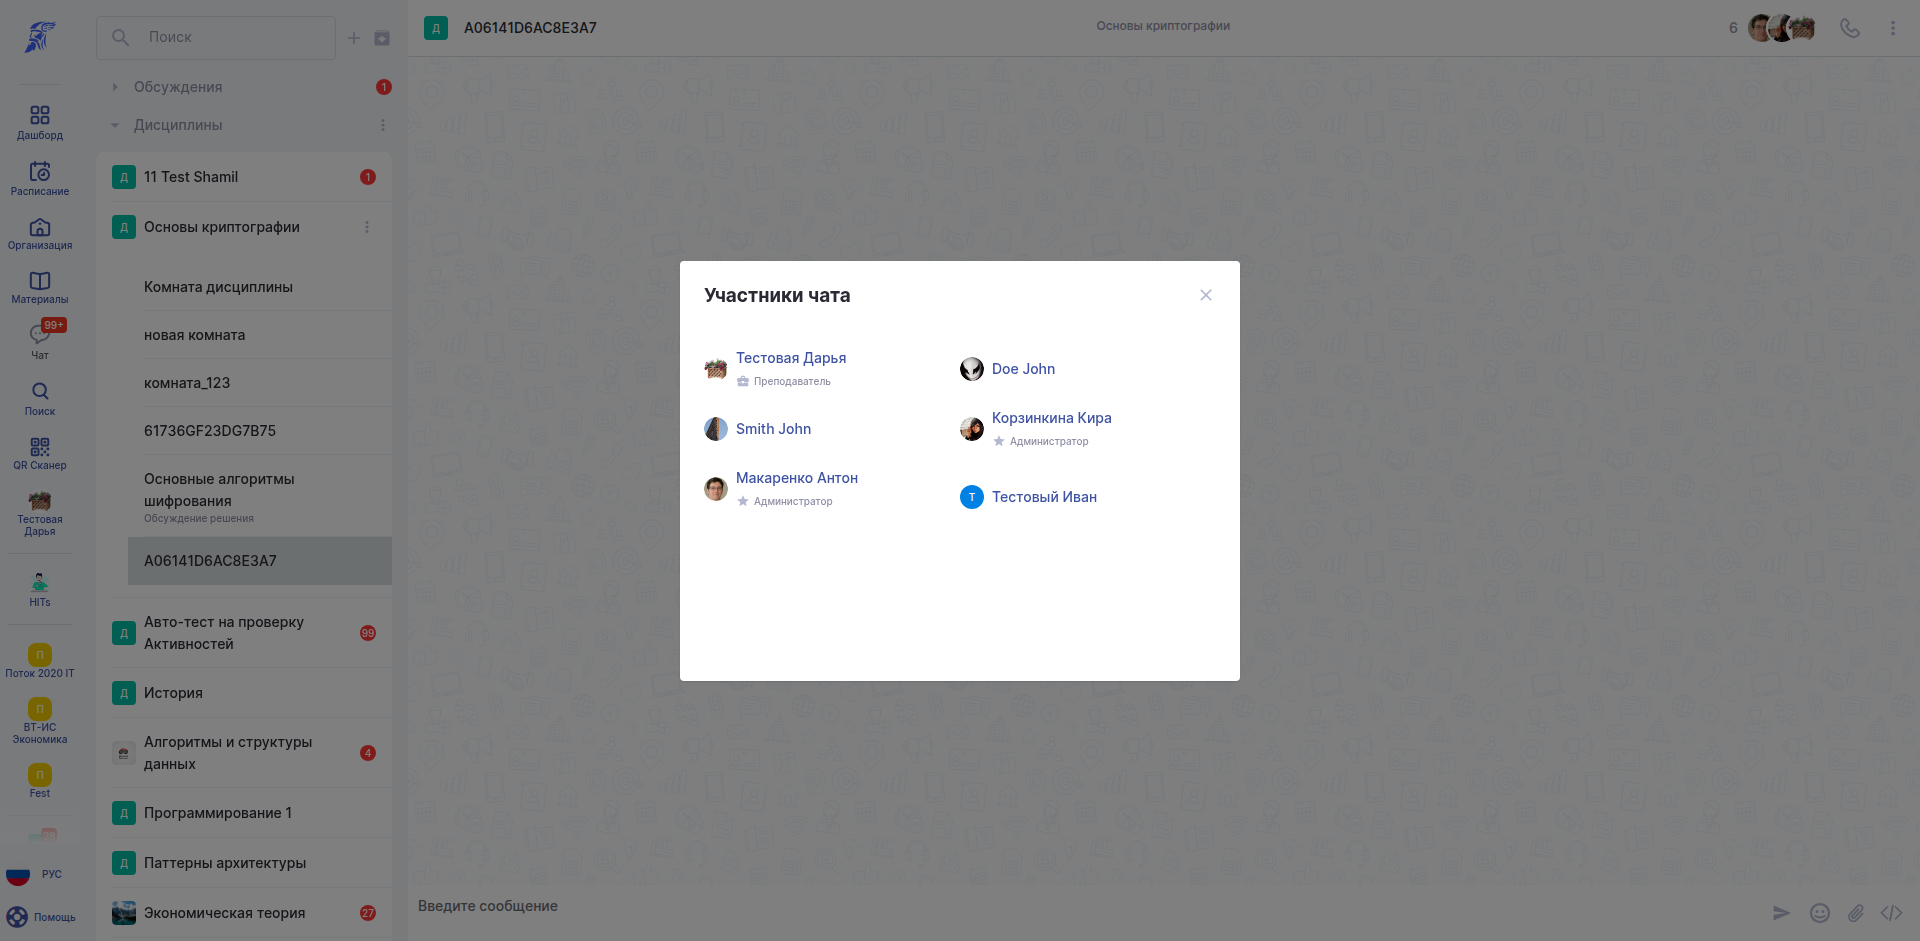 Дашборд
Расписание
Организация
Материалы
99+
Чат
Поиск
QR Сканер
Тестовая
Дарья
HITs
П
Поток 2020 IT
П
ВТ-ИС
Экономика
П
Fest
28
РУС
Помощь
Поиск
Обсуждения
1
Дисциплины
Д
11 Test Shamil
1
Д
Основы криптографии
Комната дисциплины
новая комната
комната_123
61736GF23DG7B75
Основные алгоритмы
шифрования
Обсуждение решения
A06141D6AC8E3A7
Д
Авто-тест на проверку
Активностей
99
Д
История
Алгоритмы и структуры
данных
4
Д
Программирование 1
Д
Паттерны архитектуры
Экономическая теория
27
Д
A06141D6AC8E3A7
Основы криптографии
6
Участники чата
Тестовая Дарья
Преподаватель
Doe John
Smith John
Корзинкина Кира
Администратор
Макаренко Антон
Администратор
Т
Тестовый Иван
Введите сообщение